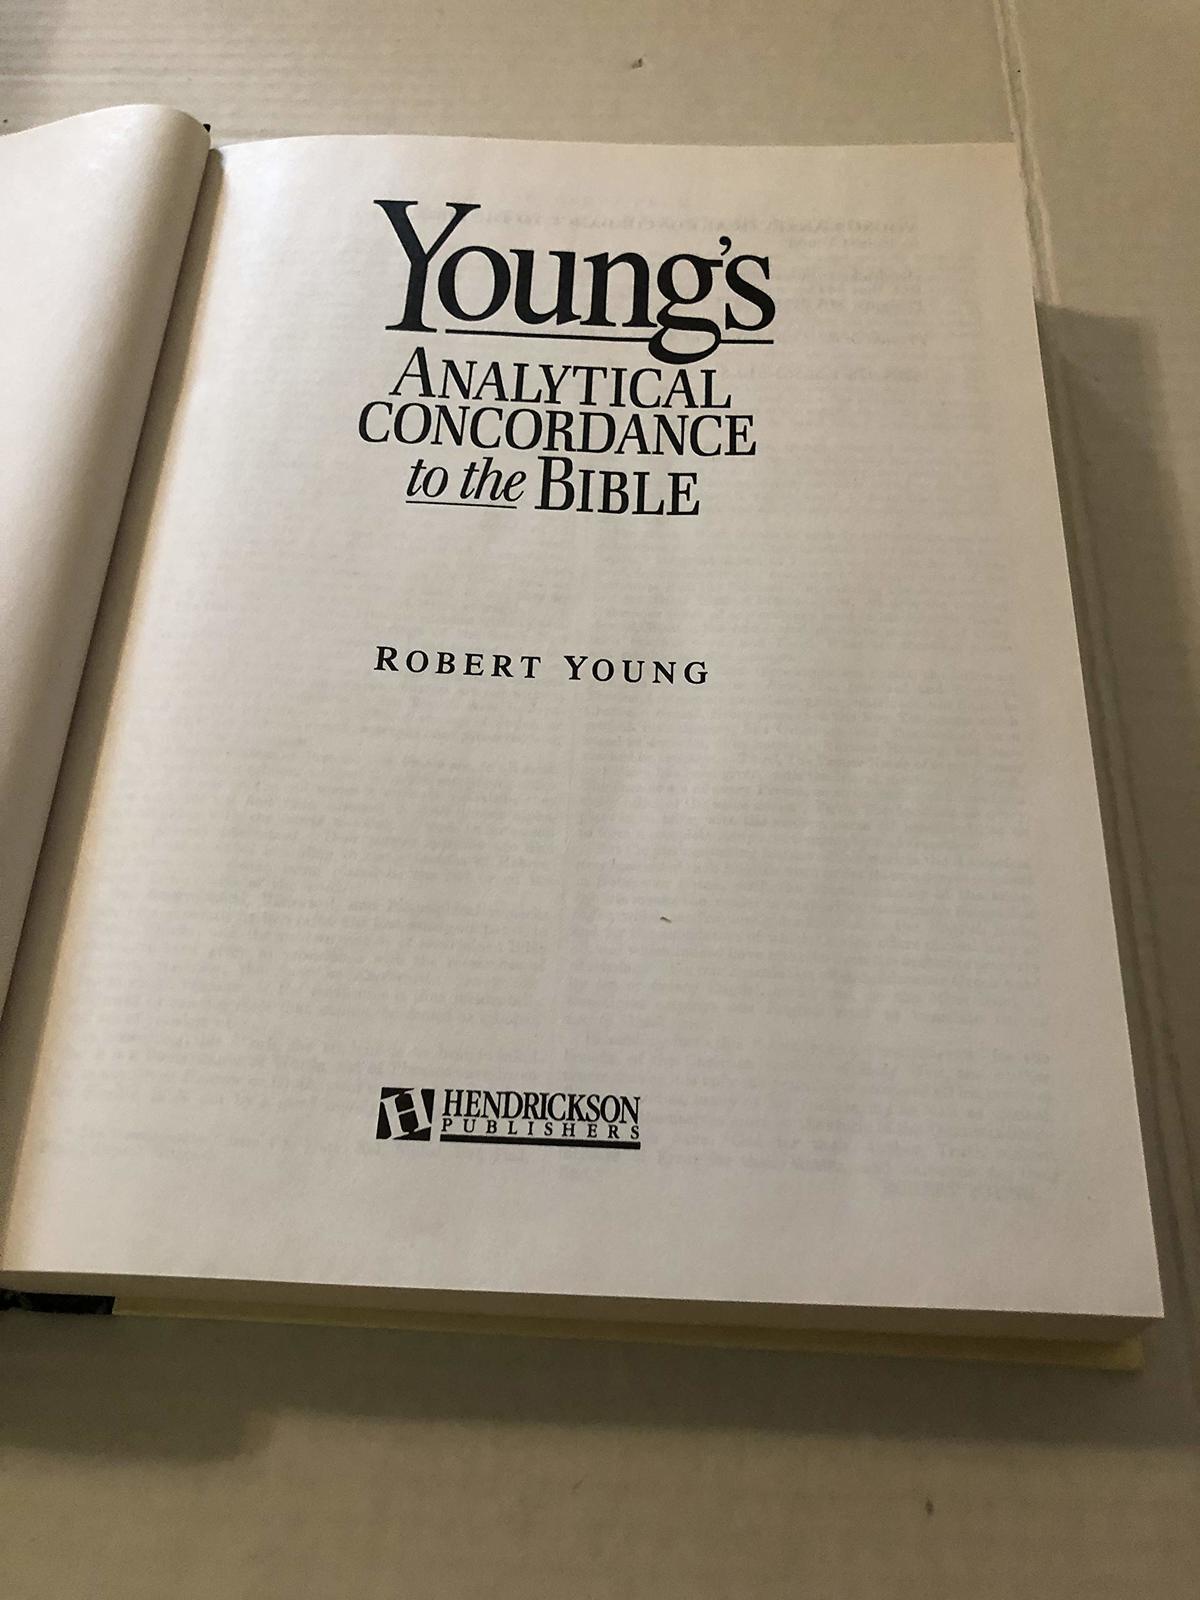 Young's
ANALYTICAL
CONCORDANCE
to the BIBLE
ROBERT YOUNG
H HENDRICKSON
PUBLISHERS